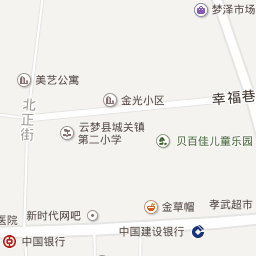 梦泽市场
美艺公寓
金光小区
幸福巷
北正街
云梦县城关镇
第二小学
贝百佳儿童乐园
金草帽
孝武超市
新时代网吧
医院
中国建设银行
中国银行